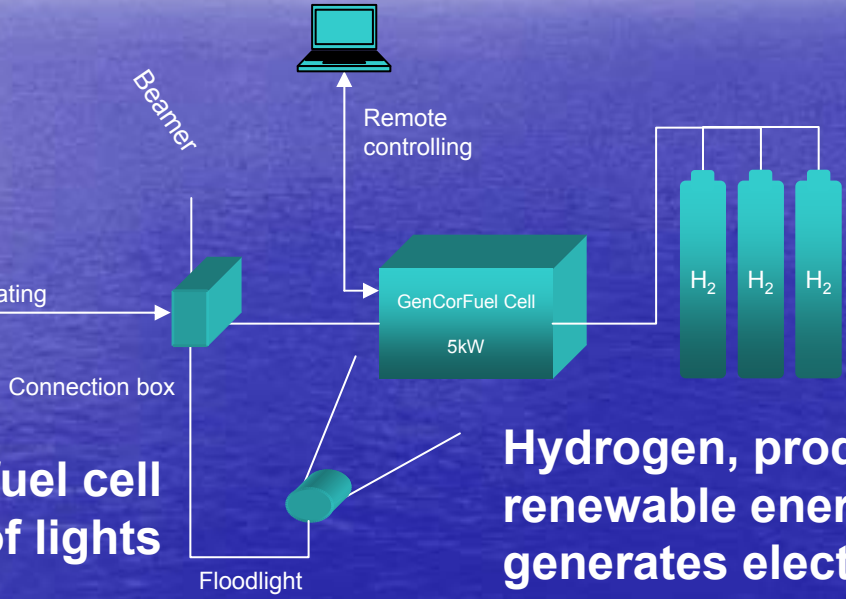 Beamer
Remote
controlling
ating
GenCorFuel Cell
5kW
H₂ H₂ H₂
Connection box
fuel cell
of lights
Hydrogen, prod
renewable ener
generates elect
Floodlight